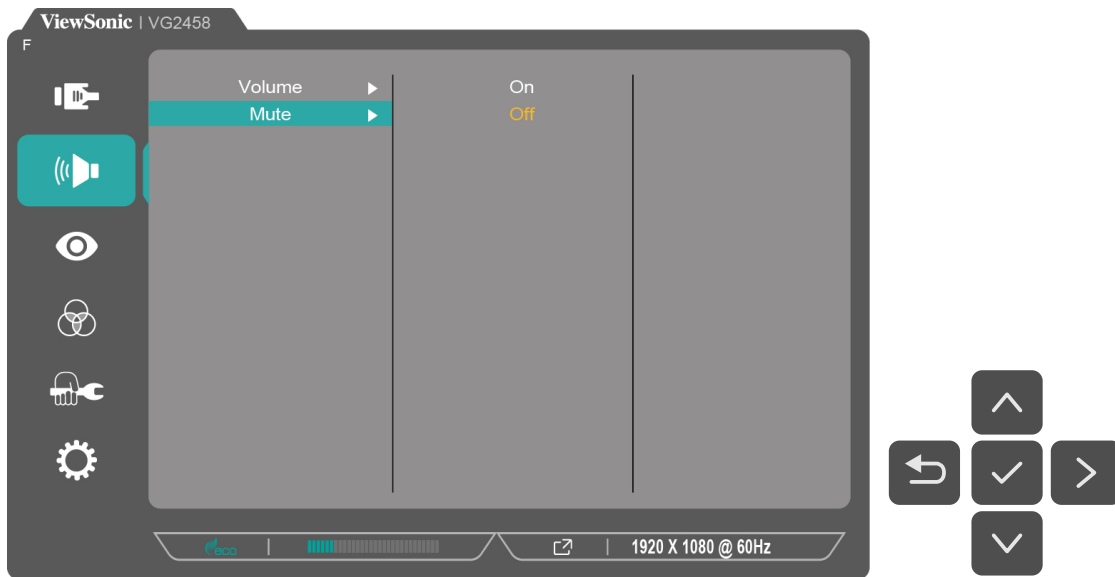 ViewSonic | VG2458
F
Volume
On
Mute
Off
eco
1920 X 1080 @ 60Hz